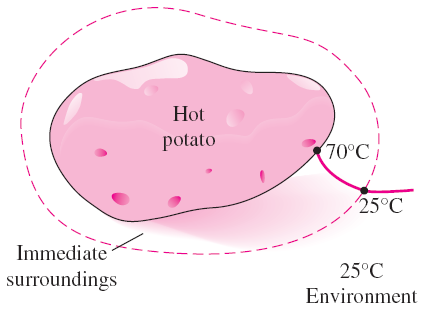 Hot
potato
70°C
25°C
Immediate
surroundings
25°C
Environment